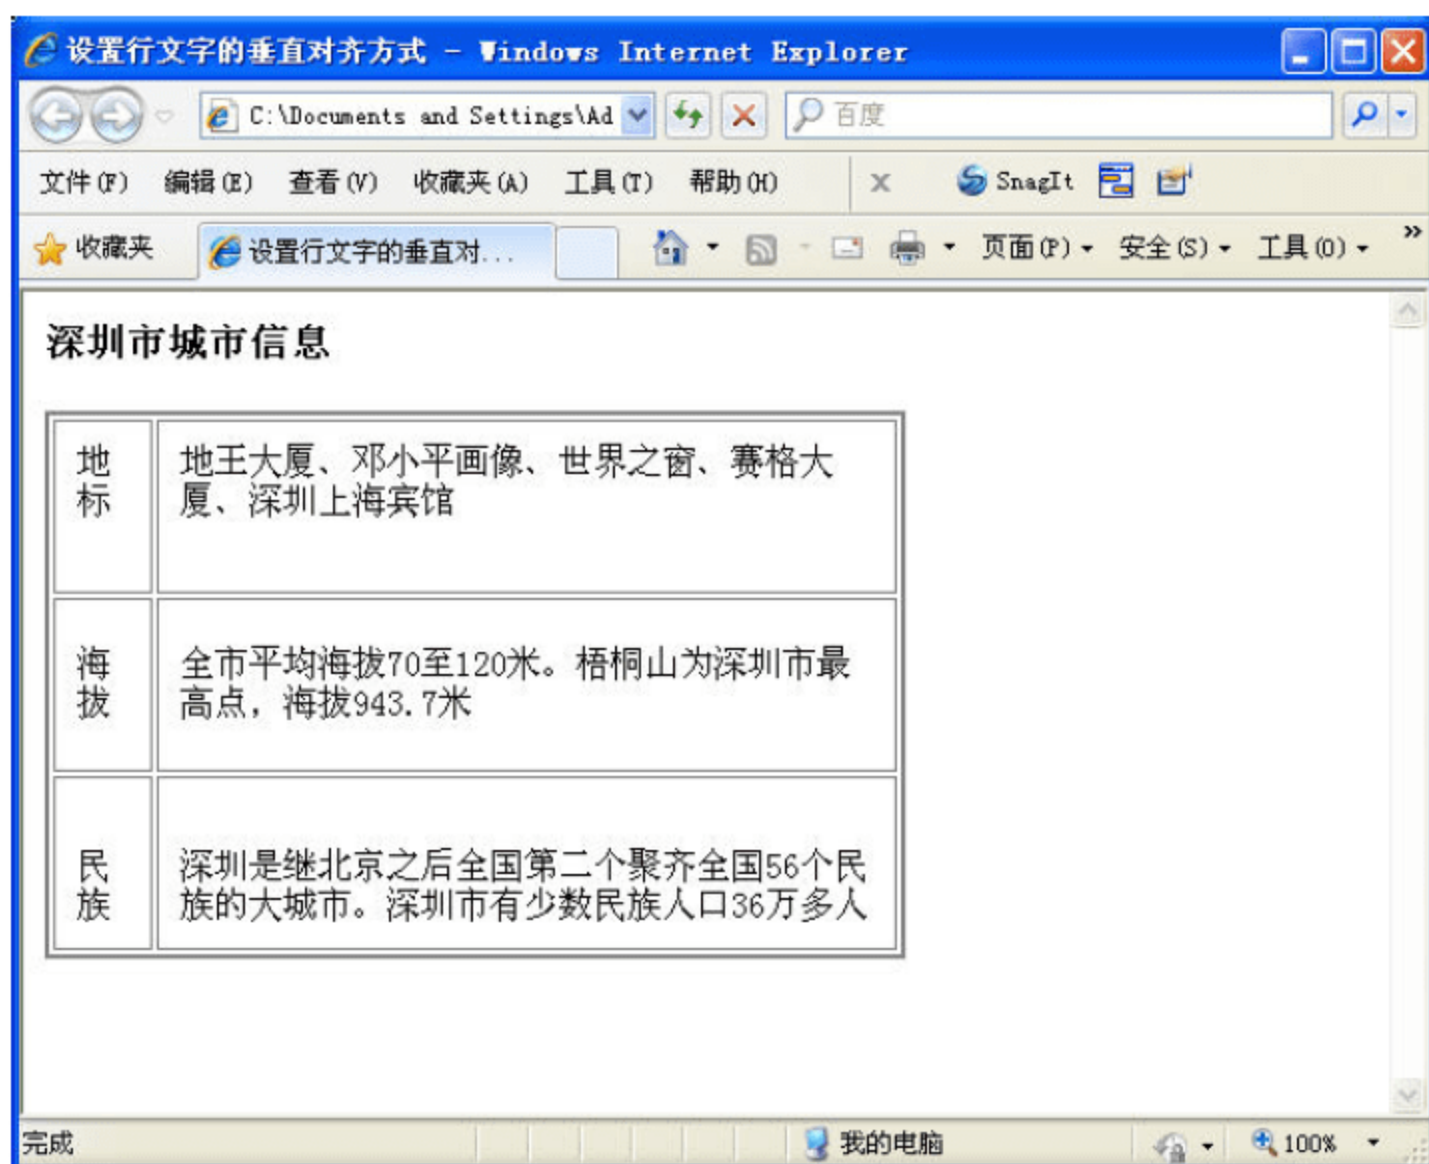 设置行文字的垂直对齐方式 - Windows Internet Explorer
C:\Documents and Settings\Ad 百度
文件(F) 编辑(E) 查看(V) 收藏夹(A) 工具(T) 帮助(H) x SnagIt
收藏夹 设置行文字的垂直对... 页面(P) 安全(S) 工具(O) »
深圳市城市信息
地标
地王大厦、邓小平画像、世界之窗、赛格大
厦、深圳上海宾馆
海拔
全市平均海拔70至120米。梧桐山为深圳市最
高点，海拔943.7米
民族
深圳是继北京之后全国第二个聚齐全国56个民
族的大城市。深圳市有少数民族人口36万多人
完成 我的电脑 100%